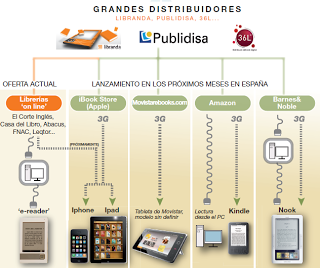 GRANDES DISTRIBUIDORES
LIBRANDA, PUBLIDISA, 36L...
libranda
Publidisa
36L
OFERTA ACTUAL
LANZAMIENTO EN LOS PRÓXIMOS MESES EN ESPAÑA
Librerías
'on line'
iBook Store
(Apple)
Movistarebooks.com
Amazon
Barnes&
Noble
El Corte Inglés,
Casa del Libro, Abacus,
FNAC, Leqtor...
3G
3G
3G
3G
(PRÓXIMAMENTE)
'e-reader'
Iphone
Ipad
Tableta de Movistar,
modelo sin definir
Lectura
desde el PC
Kindle
Nook